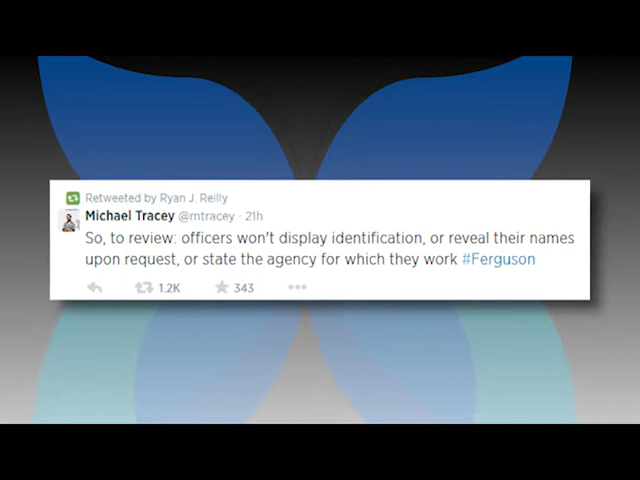 Retweeted by Ryan J. Reilly
Michael Tracey @mtracey · 21h
So, to review: officers won't display identification, or reveal their names
upon request, or state the agency for which they work #Ferguson
1.2K 343